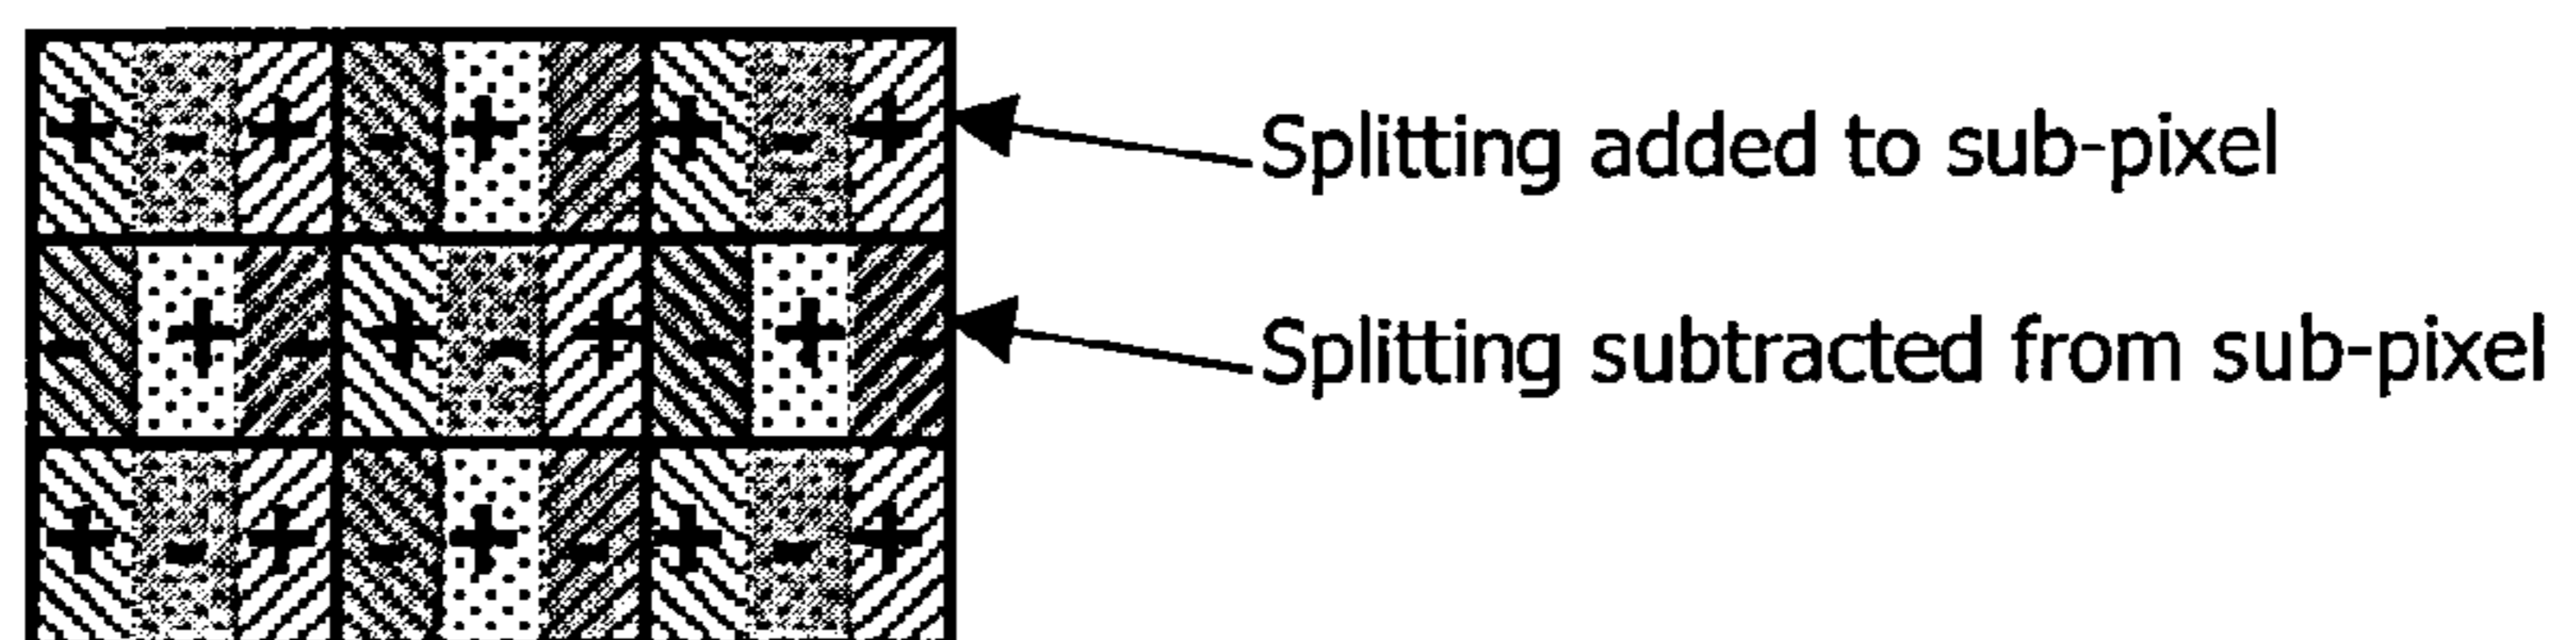 + - + - + - + - + Splitting added to sub-pixel
- + - + - + - + - Splitting subtracted from sub-pixel
+ - + - + - + - +